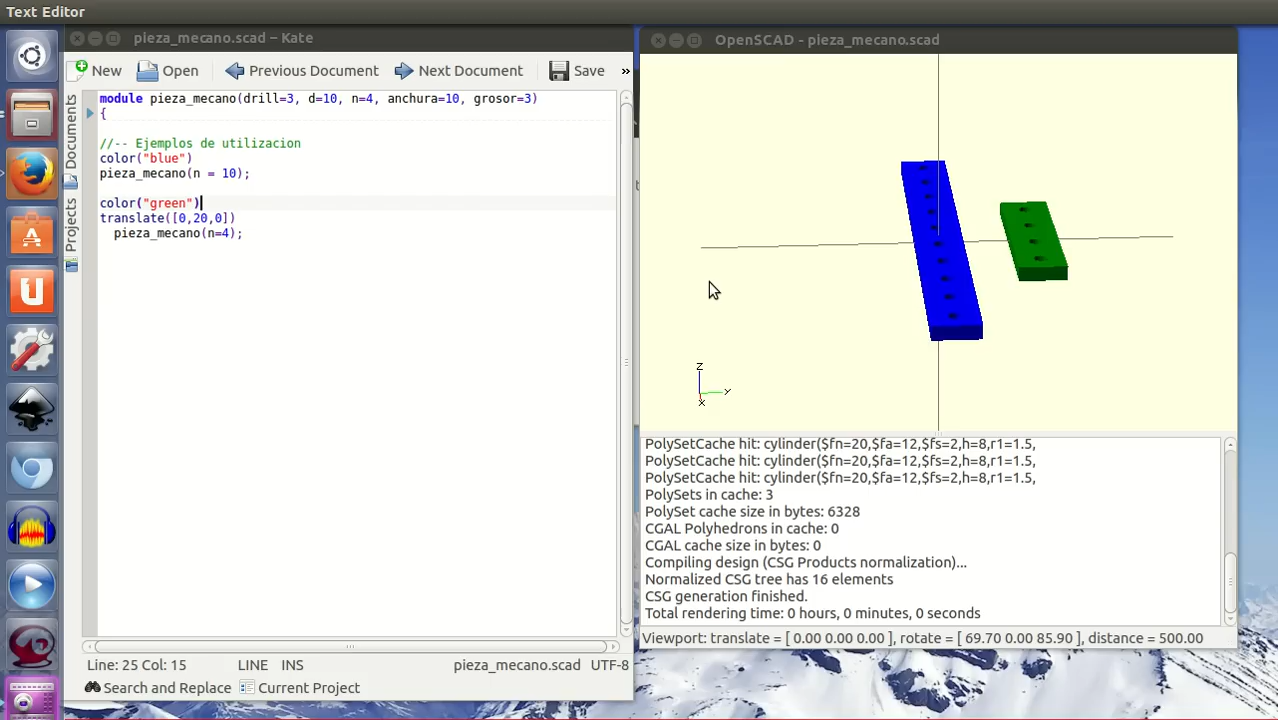 Text Editor
pieza_mecano.scad – Kate
New
Open
Previous Document
Next Document
Save
»
Documents
Projects
module pieza_mecano(drill=3, d=10, n=4, anchura=10, grosor=3)
{
//-- Ejemplos de utilizacion
color("blue")
pieza_mecano(n = 10);
color("green")
translate([0,20,0])
pieza_mecano(n=4);
Line: 25 Col: 15
LINE
INS
pieza_mecano.scad
UTF-8
Search and Replace
Current Project
OpenSCAD - pieza_mecano.scad
Z
Y
X
PolySetCache hit: cylinder($fn=20,$fa=12,$fs=2,h=8,r1=1.5,
PolySetCache hit: cylinder($fn=20,$fa=12,$fs=2,h=8,r1=1.5,
PolySetCache hit: cylinder($fn=20,$fa=12,$fs=2,h=8,r1=1.5,
PolySets in cache: 3
PolySet cache size in bytes: 6328
CGAL Polyhedrons in cache: 0
CGAL cache size in bytes: 0
Compiling design (CSG Products normalization)...
Normalized CSG tree has 16 elements
CSG generation finished.
Total rendering time: 0 hours, 0 minutes, 0 seconds
Viewport: translate = [ 0.00 0.00 0.00 ], rotate = [ 69.70 0.00 85.90 ], distance = 500.00